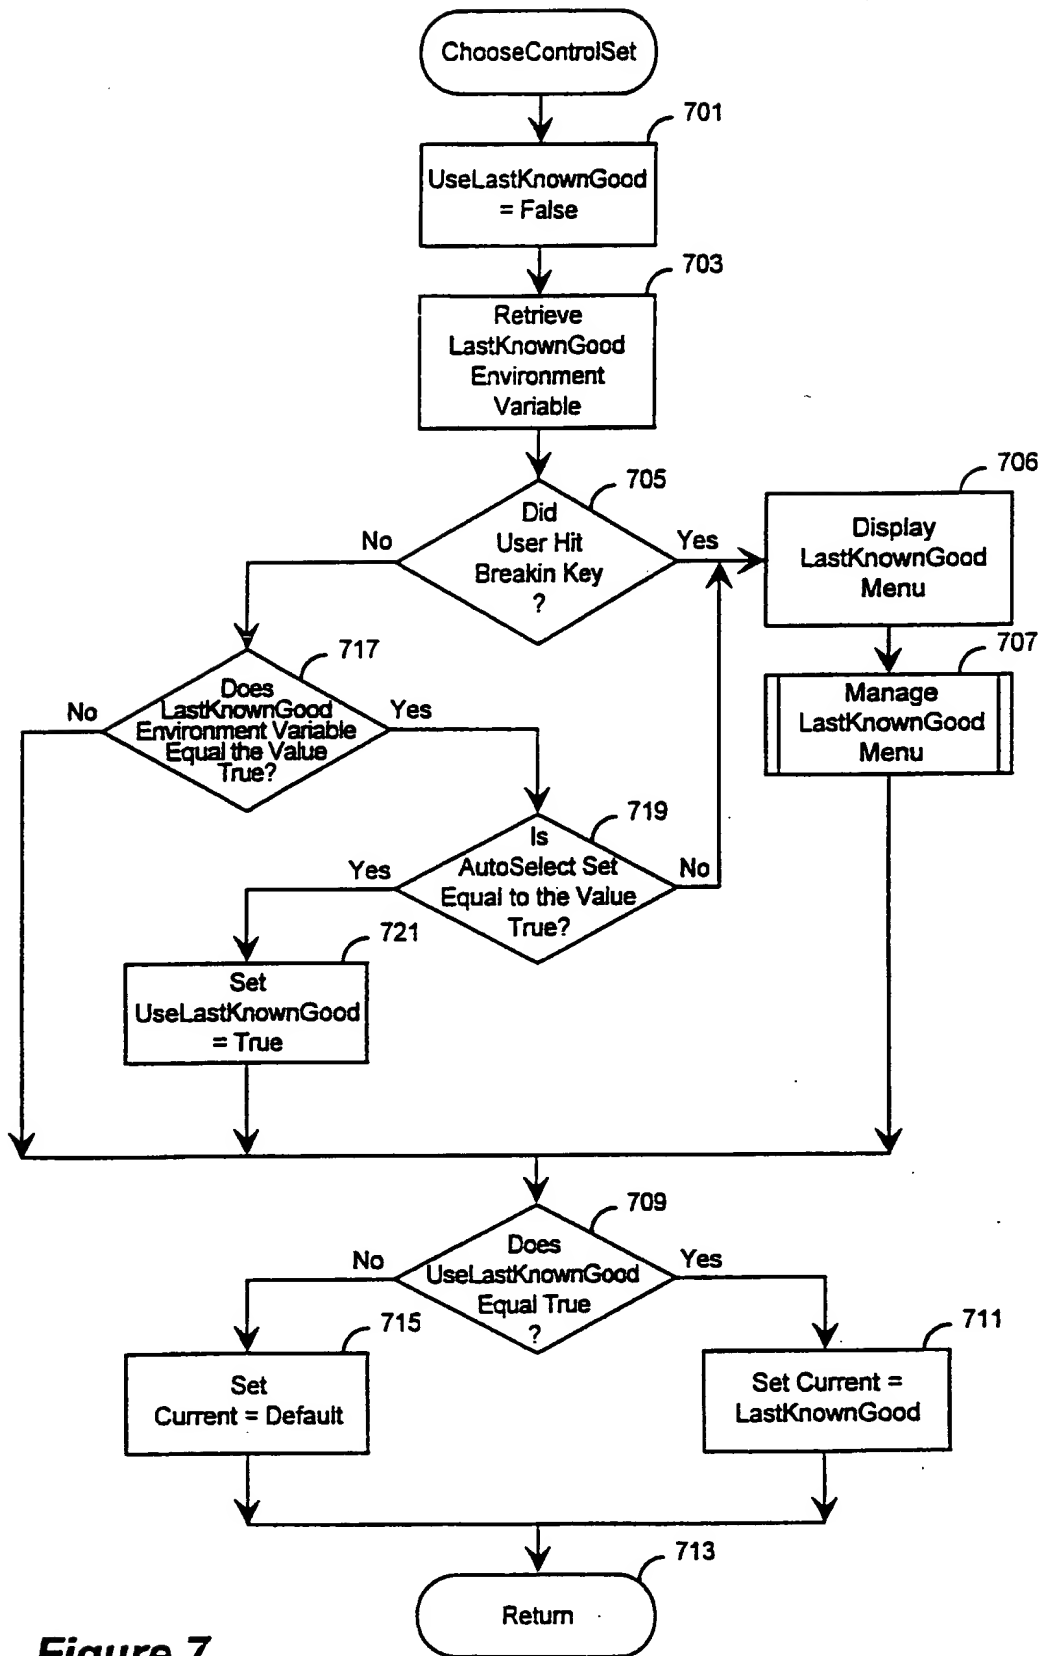 ChooseControlSet
701
UseLastKnownGood
= False
703
Retrieve
LastKnownGood
Environment
Variable
705
Did
User Hit
Breakin Key
?
No
Yes
706
Display
LastKnownGood
Menu
707
Manage
LastKnownGood
Menu
717
Does
LastKnownGood
Environment Variable
Equal the Value
True?
No
Yes
719
Is
AutoSelect Set
Equal to the Value
True?
Yes
No
721
Set
UseLastKnownGood
= True
709
Does
UseLastKnownGood
Equal True
?
No
Yes
715
Set
Current = Default
711
Set Current =
LastKnownGood
713
Return
Figure 7